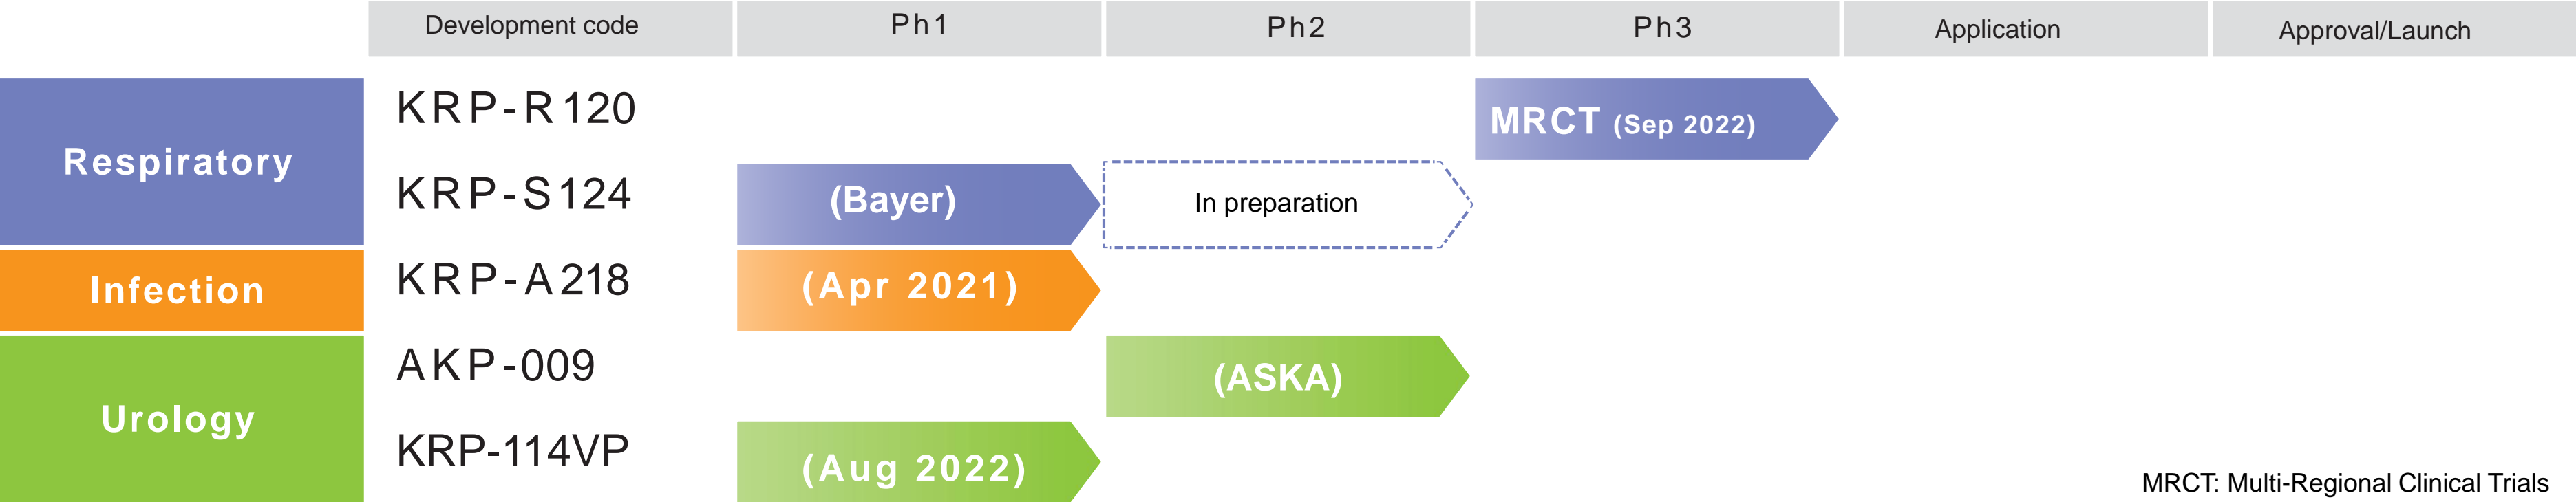 Development code Ph1 Ph2 Ph3 Application Approval/Launch
Respiratory
KRP-R120 MRCT (Sep 2022)
KRP-S124 (Bayer) In preparation
Infection KRP-A218 (Apr 2021)
Urology
AKP-009 (ASKA)
KRP-114VP (Aug 2022)
MRCT: Multi-Regional Clinical Trials